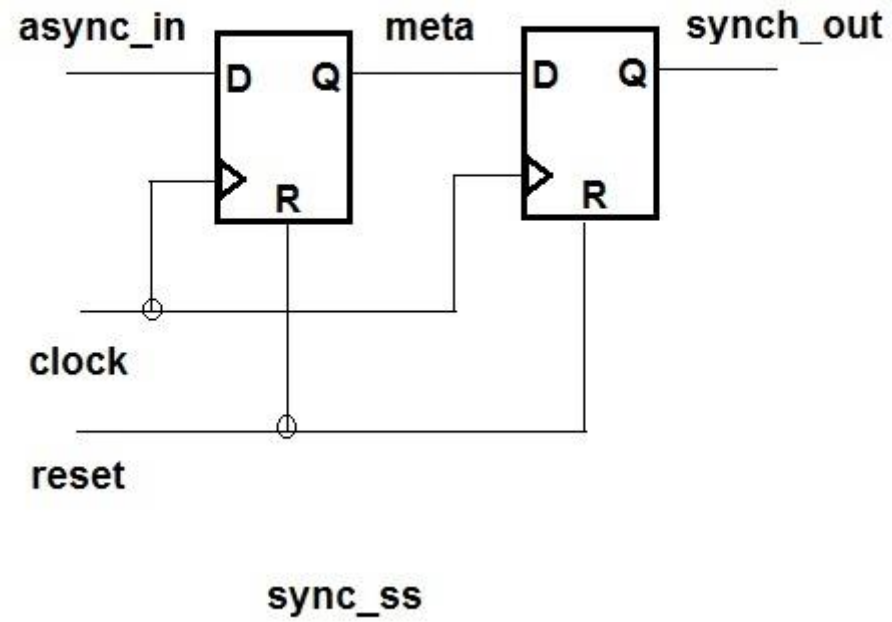 async_in
meta
synch_out
D
Q
D
Q
R
R
clock
reset
sync_ss